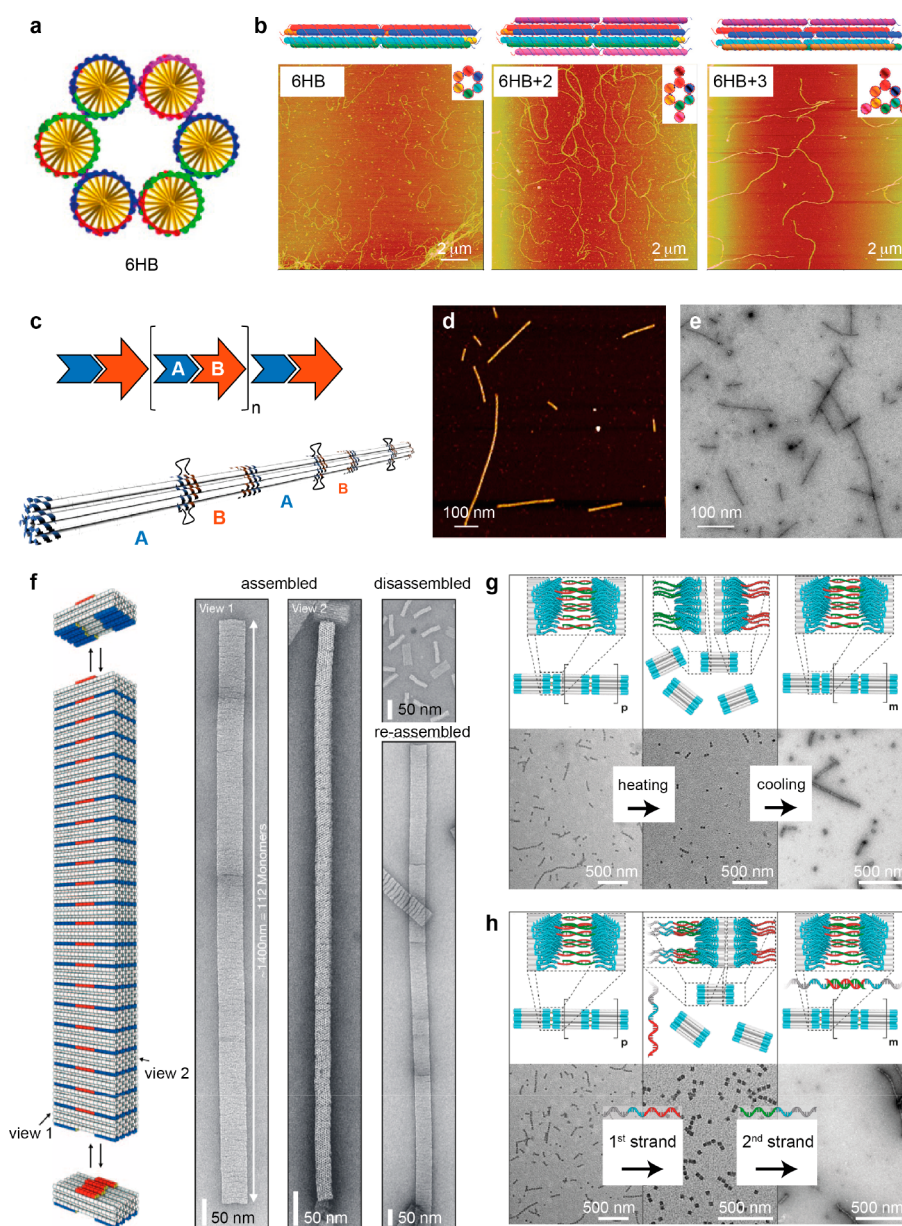 a
6HB
b
6HB
2 μm
6HB+2
2 μm
6HB+3
2 μm
c
A
B
n
A
B
A
B
d
100 nm
e
100 nm
f
assembled
disassembled
View 1
View 2
~1400nm = 112 Monomers
50 nm
50 nm
50 nm
re-assembled
50 nm
view 2
view 1
g
p
m
heating
cooling
500 nm
500 nm
500 nm
h
p
m
1st strand
2nd strand
500 nm
500 nm
500 nm